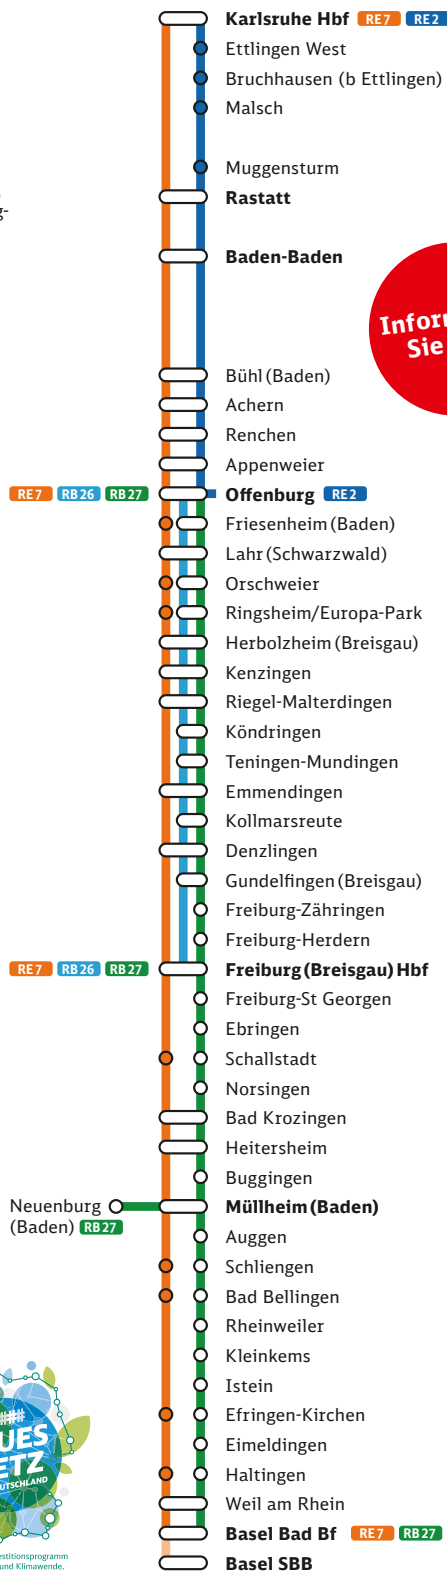 Karlsruhe Hbf RE7 RE2
Ettlingen West
Bruchhausen (b Ettlingen)
Malsch
Muggensturm
Rastatt
Baden-Baden
Sie
Bühl (Baden)
Achern
Renchen
Appenweier
RE7 RB26 RB27 Offenburg RE2
Friesenheim (Baden)
Lahr (Schwarzwald)
Orschweier
Ringsheim/Europa-Park
Herbolzheim (Breisgau)
Kenzingen
Riegel-Malterdingen
Köndringen
Teningen-Mundingen
Emmendingen
Kollmarsreute
Denzlingen
Gundelfingen (Breisgau)
Freiburg-Zähringen
Freiburg-Herdern
RE7 RB26 RB27 Freiburg (Breisgau) Hbf
Freiburg-St Georgen
Ebringen
Schallstadt
Norsingen
Bad Krozingen
Heitersheim
Buggingen
Neuenburg Müllheim (Baden)
(Baden) RB27
Auggen
Schliengen
Bad Bellingen
Rheinweiler
Kleinkems
Istein
Efringen-Kirchen
Eimeldingen
Haltingen
Weil am Rhein
Basel Bad Bf RE7 RB27
Basel SBB
und Klimawende.